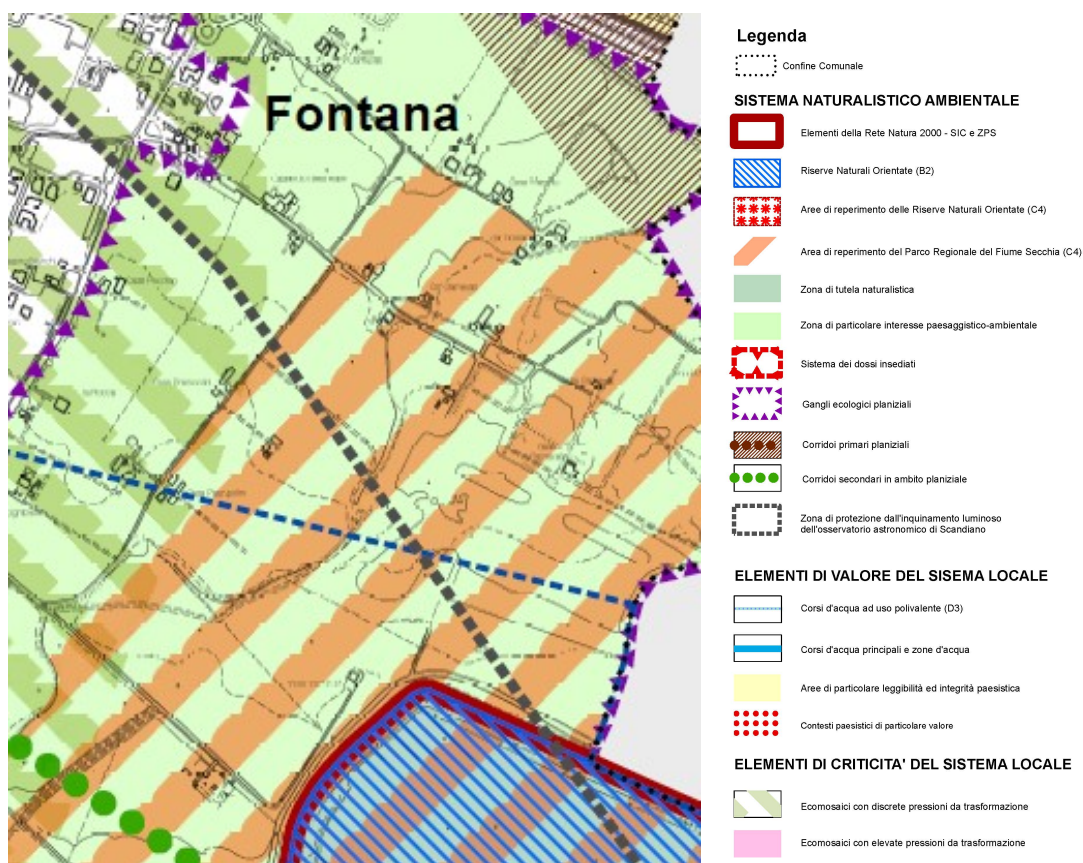 Fontana
Legenda
Confine Comunale
SISTEMA NATURALISTICO AMBIENTALE
Elementi della Rete Natura 2000 - SIC e ZPS
Riserve Naturali Orientate (B2)
Aree di reperimento delle Riserve Naturali Orientate (C4)
Area di reperimento del Parco Regionale del Fiume Secchia (C4)
Zona di tutela naturalistica
Zona di particolare interesse paesaggistico-ambientale
Sistema dei dossi insediati
Gangli ecologici planiziali
Corridoi primari planiziali
Corridoi secondari in ambito planiziale
Zona di protezione dall'inquinamento luminoso
dell'osservatorio astronomico di Scandiano
ELEMENTI DI VALORE DEL SISEMA LOCALE
Corsi d'acqua ad uso polivalente (D3)
Corsi d'acqua principali e zone d'acqua
Aree di particolare leggibilità ed integrità paesistica
Contesti paesistici di particolare valore
ELEMENTI DI CRITICITA' DEL SISTEMA LOCALE
Ecomosaici con discrete pressioni da trasformazione
Ecomosaici con elevate pressioni da trasformazione